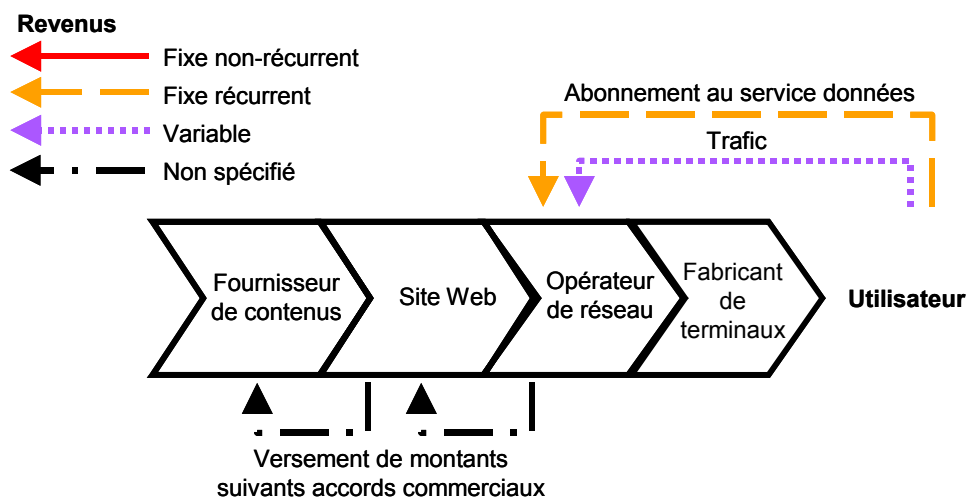 Revenus
Fixe non-récurrent
Fixe récurrent
Variable
Non spécifié
Abonnement au service données
Trafic
Fournisseur
de contenus
Site Web
Opérateur
de réseau
Fabricant
de
terminaux
Utilisateur
Versement de montants
suivants accords commerciaux